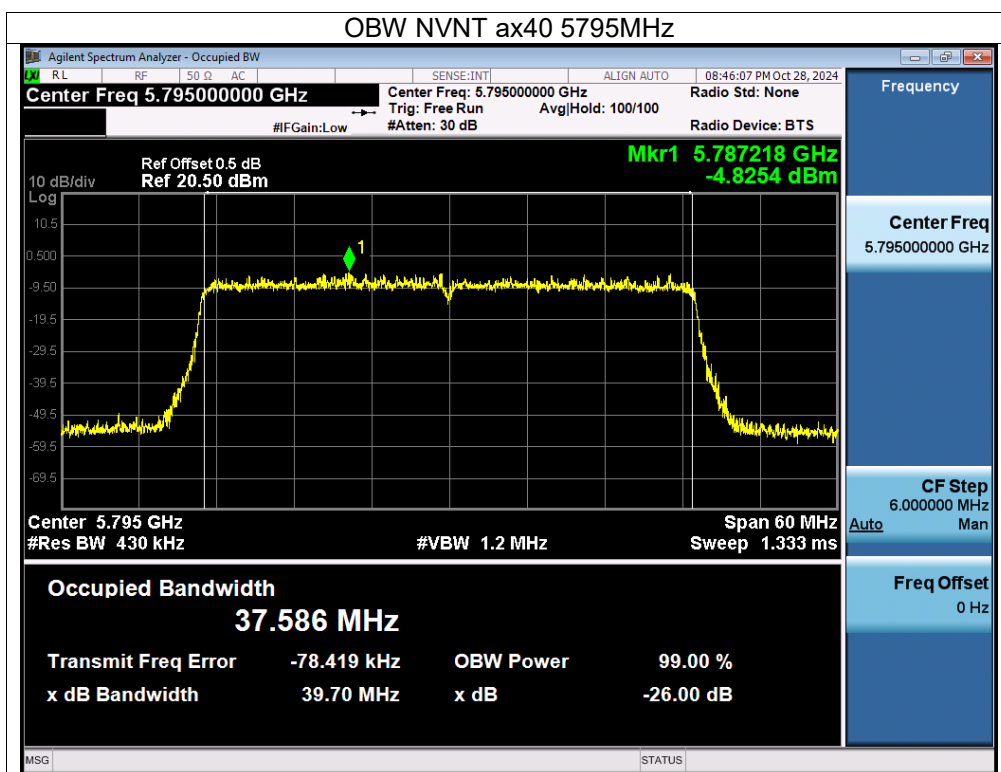 OBW NVNT ax40 5795MHz
Agilent Spectrum Analyzer - Occupied BW
LXI RL RF 50 Ω AC SENSE:INT ALIGN AUTO 08:46:07 PM Oct 28, 2024
Center Freq 5.795000000 GHz
Center Freq: 5.795000000 GHz Radio Std: None
Trig: Free Run Avg|Hold: 100/100
#IFGain:Low #Atten: 30 dB Radio Device: BTS
Ref Offset 0.5 dB
10 dB/div Ref 20.50 dBm
Mkr1 5.787218 GHz
-4.8254 dBm
Log
10.5
0.500
-9.50
-19.5
-29.5
-39.5
-49.5
-59.5
-69.5
1
Center 5.795 GHz Span 60 MHz
#Res BW 430 kHz #VBW 1.2 MHz Sweep 1.333 ms
Occupied Bandwidth
37.586 MHz
Transmit Freq Error -78.419 kHz OBW Power 99.00 %
x dB Bandwidth 39.70 MHz x dB -26.00 dB
Frequency
Center Freq
5.795000000 GHz
CF Step
6.000000 MHz
Auto Man
Freq Offset
0 Hz
MSG STATUS